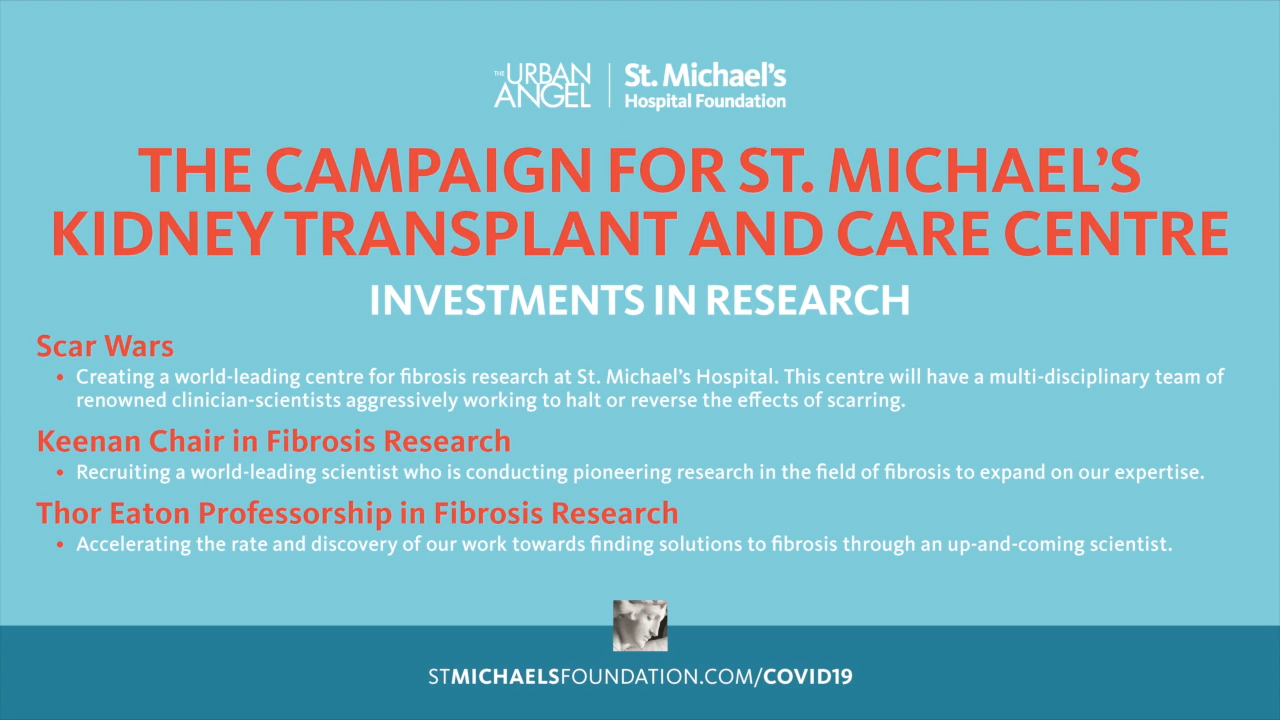 THE URBAN
ANGEL
St. Michael's
Hospital Foundation
THE CAMPAIGN FOR ST. MICHAEL'S
KIDNEY TRANSPLANT AND CARE CENTRE
INVESTMENTS IN RESEARCH
Scar Wars
• Creating a world-leading centre for fibrosis research at St. Michael's Hospital. This centre will have a multi-disciplinary team of
renowned clinician-scientists aggressively working to halt or reverse the effects of scarring.
Keenan Chair in Fibrosis Research
• Recruiting a world-leading scientist who is conducting pioneering research in the field of fibrosis to expand on our expertise.
Thor Eaton Professorship in Fibrosis Research
• Accelerating the rate and discovery of our work towards finding solutions to fibrosis through an up-and-coming scientist.
STMICHAELSFOUNDATION.COM/COVID19